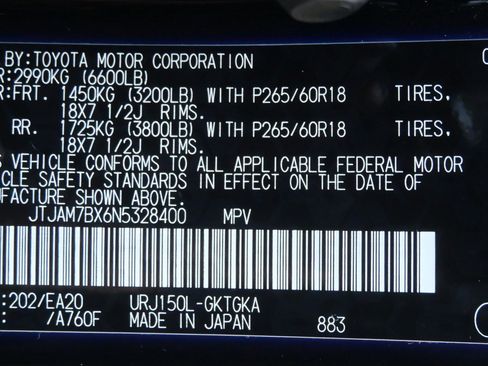 BY:TOYOTA MOTOR CORPORATION
R:2990KG (6600LB)
R:FRT. 1450KG (3200LB) WITH P265/60R18 TIRES,
18X7 1/2J RIMS.
RR. 1725KG (3800LB) WITH P265/60R18 TIRES,
18X7 1/2J RIMS.
S VEHICLE CONFORMS TO ALL APPLICABLE FEDERAL MOTOR
CLE SAFETY STANDARDS IN EFFECT ON THE DATE OF
UFACTURE SHOWN ABOVE.
JTJAM7BX6N5328400 MPV
202/EA20 URJ150L-GKTGKA
/A760F MADE IN JAPAN 883